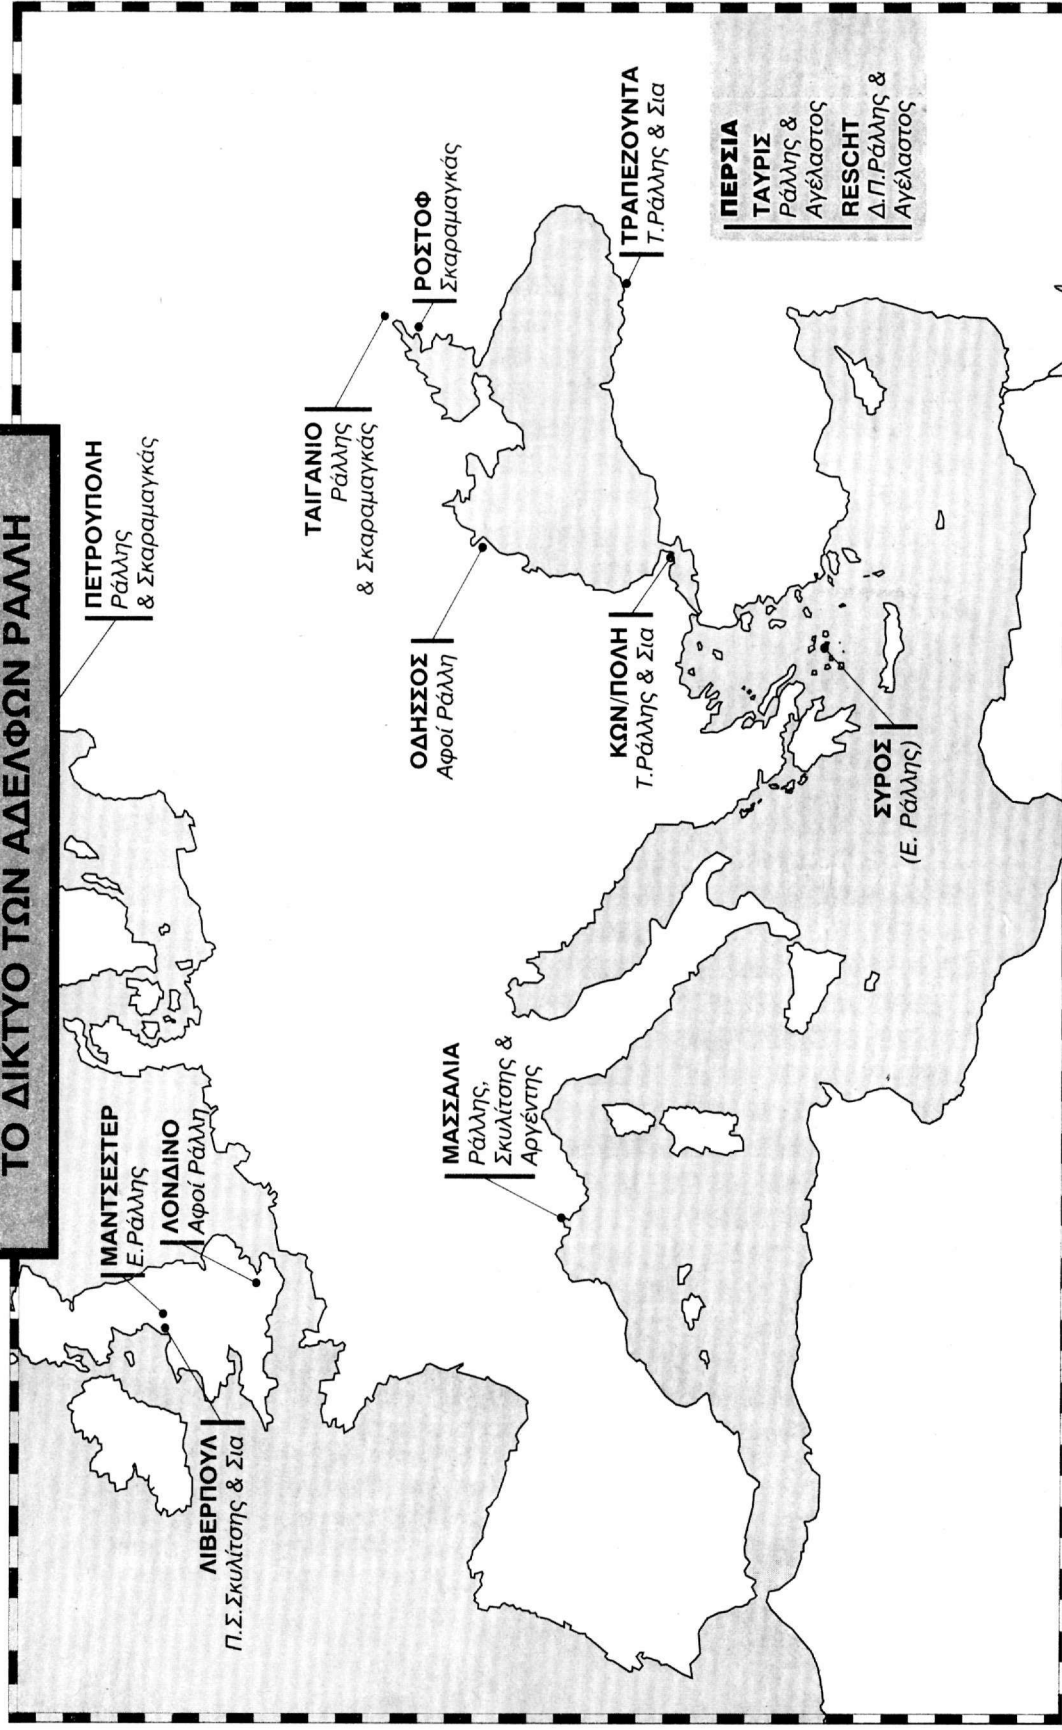 ΤΟ ΔΙΚΤΥΟ ΤΩΝ ΑΔΕΛΦΩΝ ΡΑΛΛΗ
ΠΕΤΡΟΥΠΟΛΗ
Ράλλης
& Σκαραμαγκάς
ΜΑΝΤΣΕΣΤΕΡ
Ε.Ράλλης
ΛΟΝΔΙΝΟ
Αφοί Ράλλη
ΛΙΒΕΡΠΟΥΛ
Π.Σ.Σκυλίτσης & Σια
ΤΑΙΓΑΝΙΟ
Ράλλης
& Σκαραμαγκάς
ΡΟΣΤΟΦ
Σκαραμαγκάς
ΟΔΗΣΣΟΣ
Αφοί Ράλλη
ΜΑΣΣΑΛΙΑ
Ράλλης,
Σκυλίτσης &
Αργέντης
ΚΩΝ/ΠΟΛΗ
Τ.Ράλλης & Σια
ΤΡΑΠΕΖΟΥΝΤΑ
Τ.Ράλλης & Σια
ΣΥΡΟΣ
(Ε. Ράλλης)
ΠΕΡΣΙΑ
ΤΑΥΡΙΣ
Ράλλης &
Αγέλαστος
RESCHT
Δ.Π.Ράλλης &
Αγέλαστος